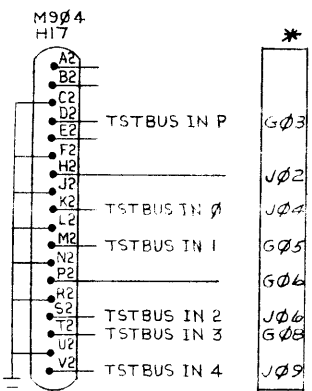 M9Ø4
H17
*
A2
B2
C2
D2 TSTBUS IN P GØ3
E2
F2
H2 JØ2
J2
K2 TSTBUS IN Ø JØ4
L2
M2 TSTBUS IN 1 GØ5
N2
P2 GØ6
R2
S2 TSTBUS IN 2 JØ6
T2 TSTBUS IN 3 GØ8
U2
V2 TSTBUS IN 4 JØ9